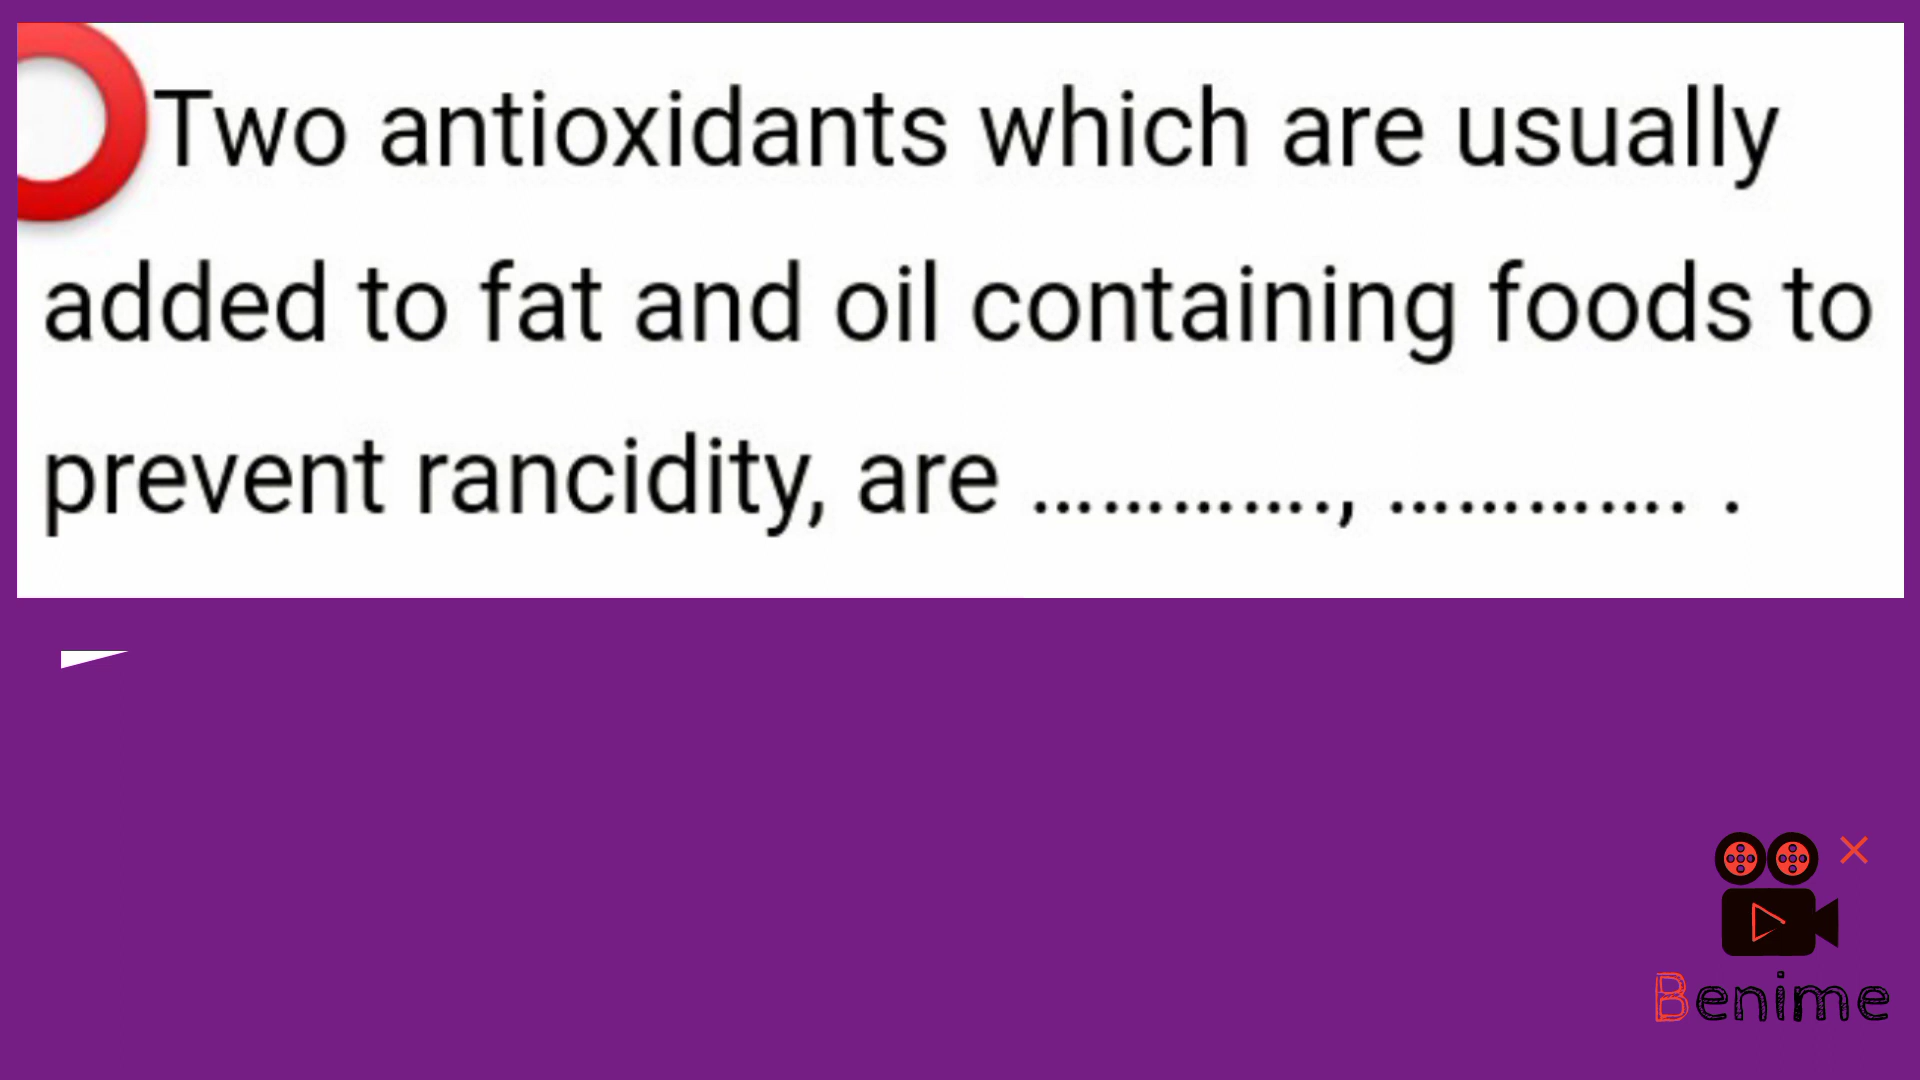 Two antioxidants which are usually
added to fat and oil containing foods to
prevent rancidity, are ............., ............. .
Benime